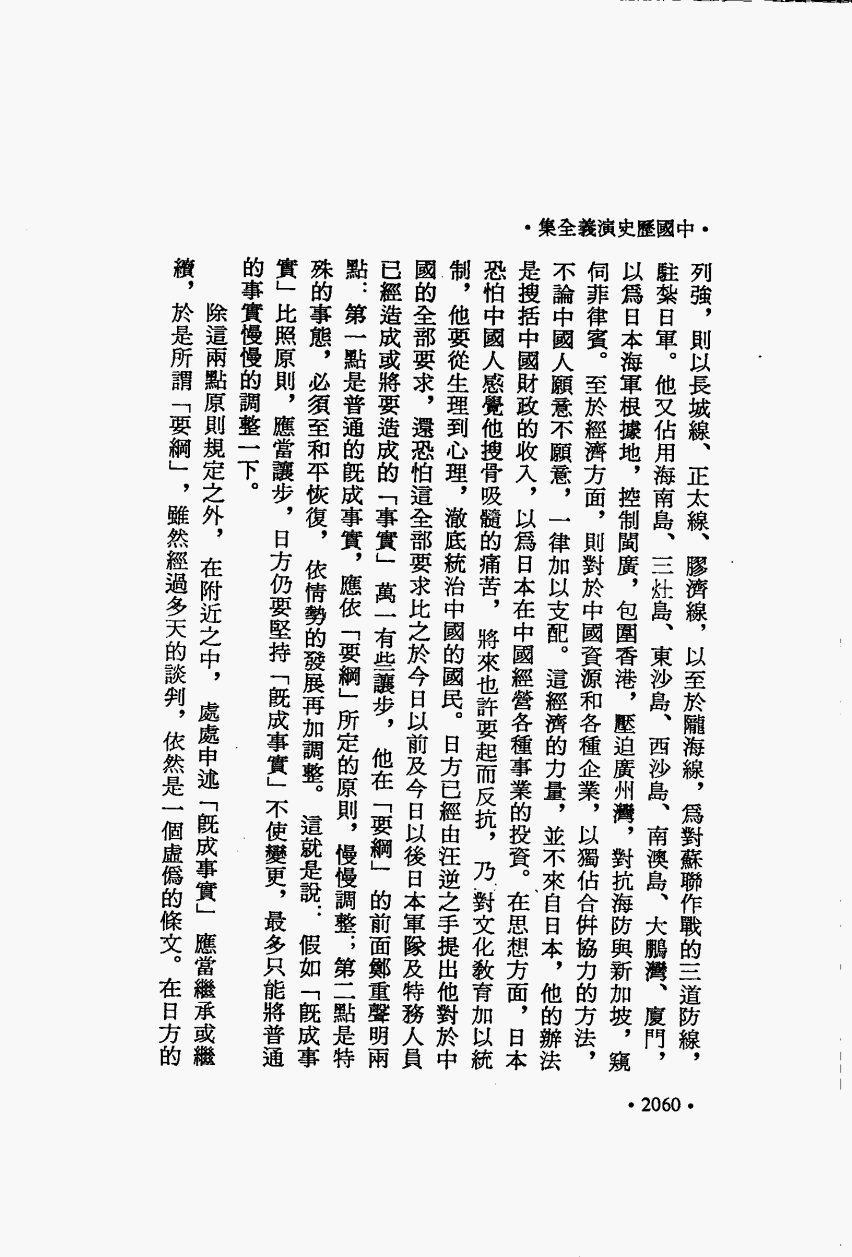 •中國歷史演義全集•
列強，則以長城線、正太線、膠濟線，以至於隴海線，爲對蘇聯作戰的三道防線，
駐紮日軍。他又佔用海南島、三灶島、東沙島、西沙島、南澳島、大鵬灣、廈門，
以爲日本海軍根據地，控制閩廣，包圍香港，壓迫廣州灣，對抗海防與新加坡，窺
伺菲律賓。至於經濟方面，則對於中國資源和各種企業，以獨佔合併協力的方法，
不論中國人願意不願意，一律加以支配。這經濟的力量，並不來自日本，他的辦法
是搜括中國財政的收入，以爲日本在中國經營各種事業的投資。在思想方面，日本
恐怕中國人感覺他搜骨吸髓的痛苦，將來也許要起而反抗，乃對文化教育加以統
制，他要從生理到心理，澈底統治中國的國民。日方已經由汪逆之手提出他對於中
國的全部要求，還恐怕這全部要求比之於今日以前及今日以後日本軍隊及特務人員
已經造成或將要造成的「事實」萬一有些讓步，他在「要綱」的前面鄭重聲明兩
點：第一點是普通的既成事實，應依「要綱」所定的原則，慢慢調整；第二點是特
殊的事態，必須至和平恢復，依情勢的發展再加調整。這就是說：假如「既成事
實」比照原則，應當讓步，日方仍要堅持「既成事實」不使變更，最多只能將普通
的事實慢慢的調整一下。
除這兩點原則規定之外，在附近之中，處處申述「既成事實」應當繼承或繼
續，於是所謂「要綱」，雖然經過多天的談判，依然是一個虛僞的條文。在日方的
•2060•